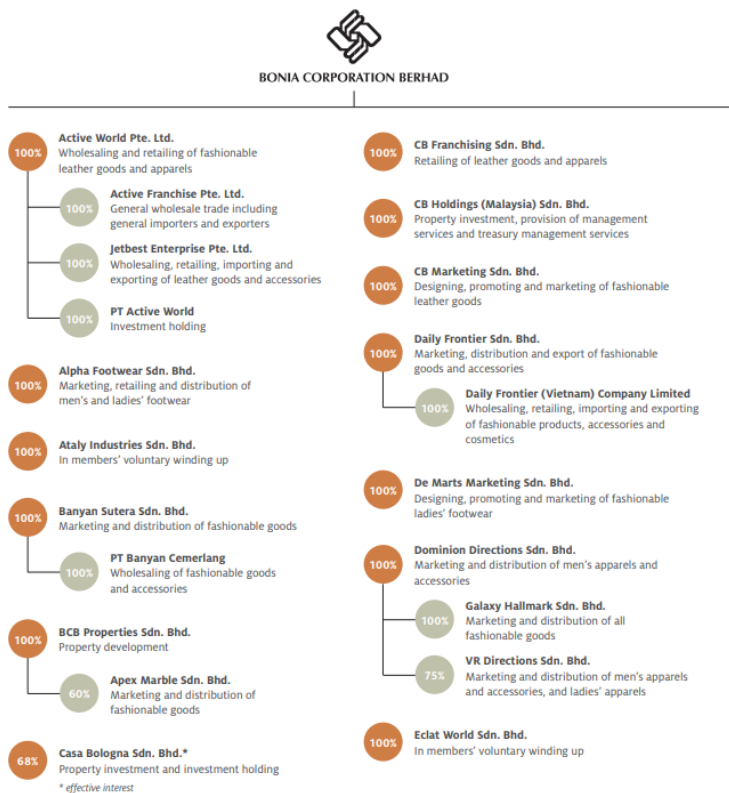 BONIA CORPORATION BERHAD
100%
Active World Pte. Ltd.
Wholesaling and retailing of fashionable
leather goods and apparels
100%
Active Franchise Pte. Ltd.
General wholesale trade including
general importers and exporters
100%
Jetbest Enterprise Pte. Ltd.
Wholesaling, retailing, importing and
exporting of leather goods and accessories
100%
PT Active World
Investment holding
100%
Alpha Footwear Sdn. Bhd.
Marketing, retailing and distribution of
men's and ladies' footwear
100%
Ataly Industries Sdn. Bhd.
In members' voluntary winding up
100%
Banyan Sutera Sdn. Bhd.
Marketing and distribution of fashionable goods
100%
PT Banyan Cemerlang
Wholesaling of fashionable goods
and accessories
100%
BCB Properties Sdn. Bhd.
Property development
60%
Apex Marble Sdn. Bhd.
Marketing and distribution of
fashionable goods
68%
Casa Bologna Sdn. Bhd.*
Property investment and investment holding
* effective interest
100%
CB Franchising Sdn. Bhd.
Retailing of leather goods and apparels
100%
CB Holdings (Malaysia) Sdn. Bhd.
Property investment, provision of management
services and treasury management services
100%
CB Marketing Sdn. Bhd.
Designing, promoting and marketing of fashionable
leather goods
100%
Daily Frontier Sdn. Bhd.
Marketing, distribution and export of fashionable
goods and accessories
100%
Daily Frontier (Vietnam) Company Limited
Wholesaling, retailing, importing and exporting
of fashionable products, accessories and
cosmetics
100%
De Marts Marketing Sdn. Bhd.
Designing, promoting and marketing of fashionable
ladies' footwear
100%
Dominion Directions Sdn. Bhd.
Marketing and distribution of men's apparels and
accessories
100%
Galaxy Hallmark Sdn. Bhd.
Marketing and distribution of all
fashionable goods
75%
VR Directions Sdn. Bhd.
Marketing and distribution of men's apparels
and accessories, and ladies' apparels
100%
Eclat World Sdn. Bhd.
In members' voluntary winding up